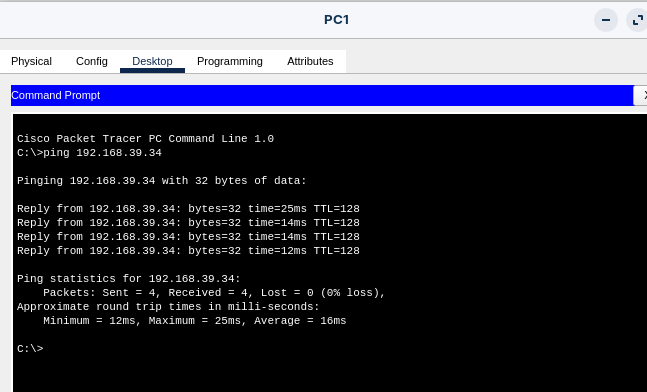 PC1
Physical Config Desktop Programming Attributes
Command Prompt
X
Cisco Packet Tracer PC Command Line 1.0
C:\>ping 192.168.39.34
Pinging 192.168.39.34 with 32 bytes of data:
Reply from 192.168.39.34: bytes=32 time=25ms TTL=128
Reply from 192.168.39.34: bytes=32 time=14ms TTL=128
Reply from 192.168.39.34: bytes=32 time=14ms TTL=128
Reply from 192.168.39.34: bytes=32 time=12ms TTL=128
Ping statistics for 192.168.39.34:
Packets: Sent = 4, Received = 4, Lost = 0 (0% loss),
Approximate round trip times in milli-seconds:
Minimum = 12ms, Maximum = 25ms, Average = 16ms
C:\>